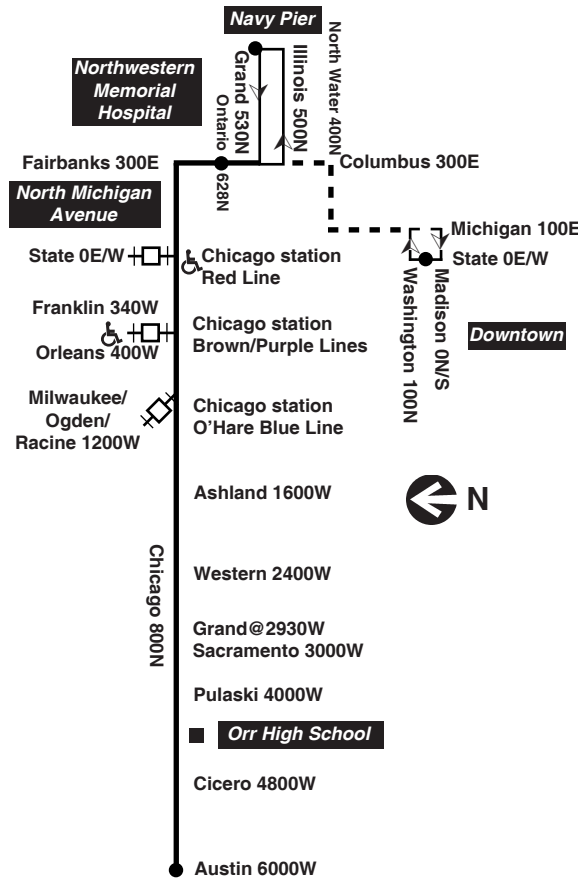 Navy Pier
North Water 400N
Illinois 500N
Grand 530N
Ontario
628N
Northwestern
Memorial
Hospital
Fairbanks 300E
Columbus 300E
North Michigan
Avenue
Michigan 100E
State 0E/W
Chicago station
Red Line
State 0E/W
Washington 100N
Madison 0N/S
Downtown
Franklin 340W
Orleans 400W
Chicago station
Brown/Purple Lines
Milwaukee/
Ogden/
Racine 1200W
Chicago station
O'Hare Blue Line
Ashland 1600W
N
Chicago 800N
Western 2400W
Grand@2930W
Sacramento 3000W
Pulaski 4000W
Orr High School
Cicero 4800W
Austin 6000W